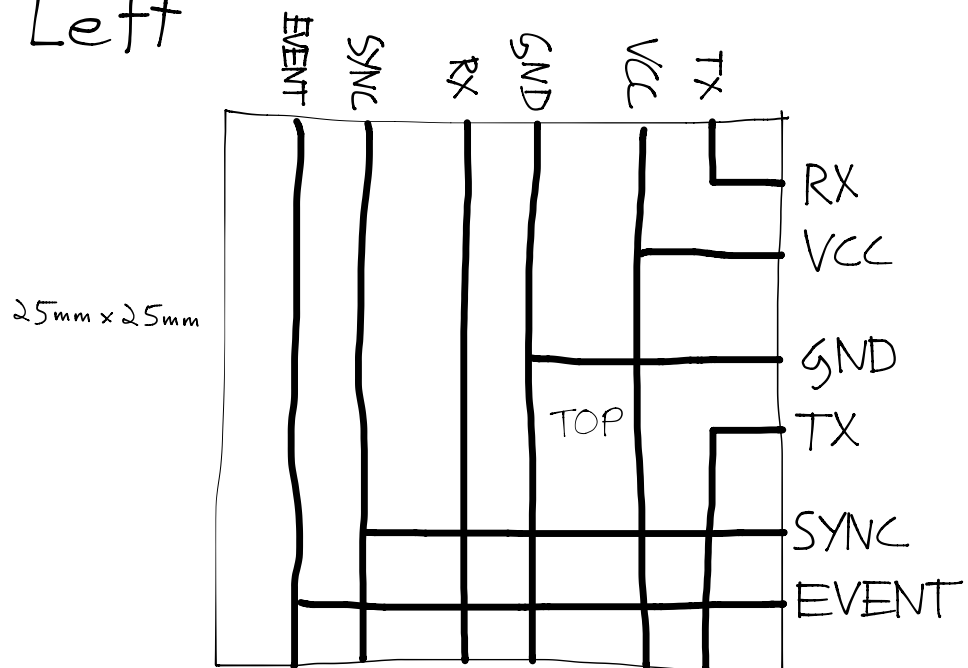 Left
EVENT
SYNC
RX
GND
VCC
TX
RX
VCC
25mm x 25mm
GND
TOP
TX
SYNC
EVENT